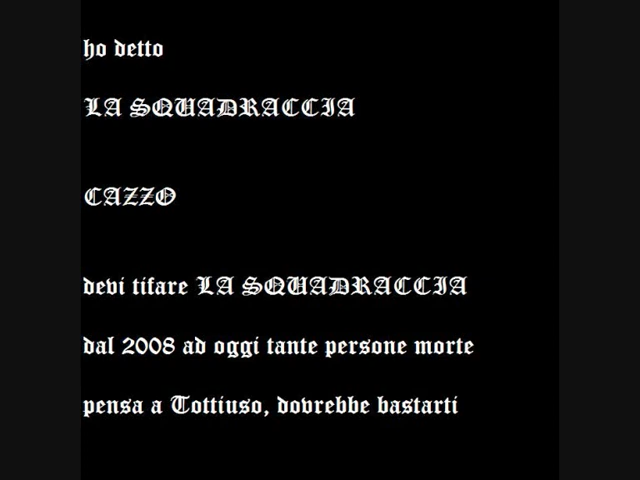 ho detto
LA SQUADRACCIA
CAZZO
devi tifare LA SQUADRACCIA
dal 2008 ad oggi tante persone morte
pensa a Tottiuso, dovrebbe bastarti